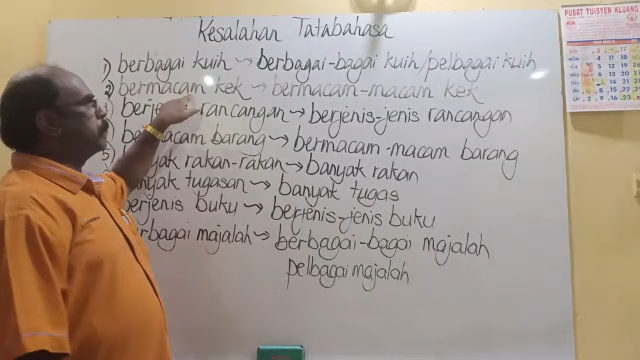 Kesalahan Tatabahasa
1) berbagai kuih → berbagai-bagai kuih/pelbagai kuih
2) bermacam kek → bermacam-macam kek
rancangan → berjenis-jenis rancangan
barang → bermacam-macam barang
5) rakan-rakan → banyak rakan
tugasan → banyak tugas
buku → berjenis-jenis buku
majalah → berbagai-bagai majalah
pelbagai majalah
PUSAT TUISYEN KLUANG